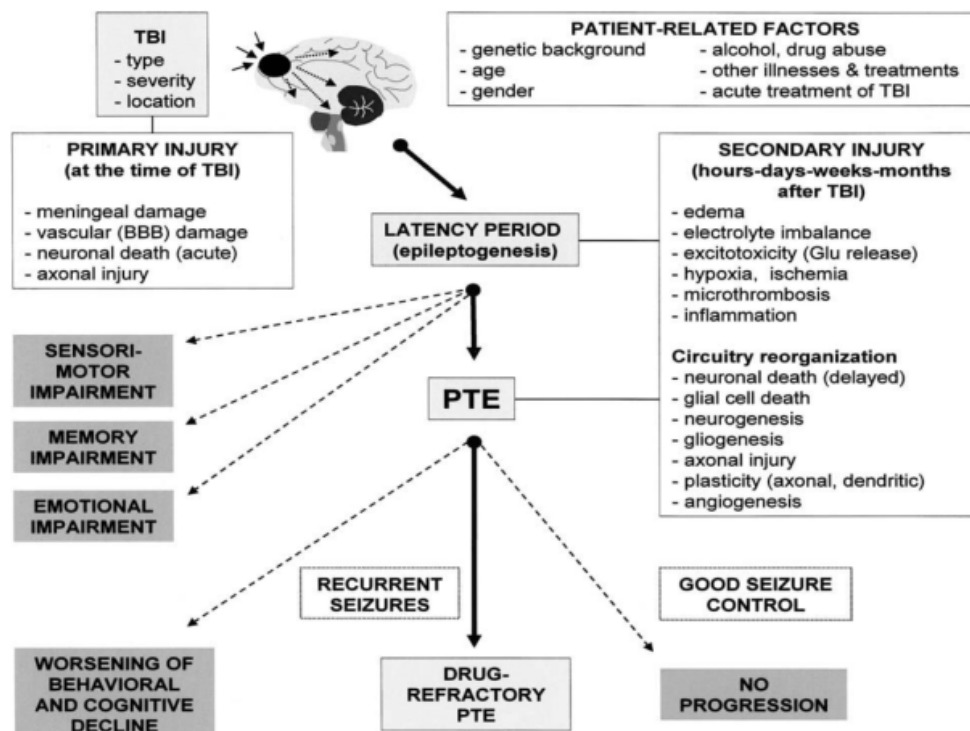 TBI
- type
- severity
- location
PATIENT-RELATED FACTORS
- genetic background
- age
- gender
- alcohol, drug abuse
- other illnesses & treatments
- acute treatment of TBI
PRIMARY INJURY
(at the time of TBI)
- meningeal damage
- vascular (BBB) damage
- neuronal death (acute)
- axonal injury
LATENCY PERIOD
(epileptogenesis)
SECONDARY INJURY
(hours-days-weeks-months
after TBI)
- edema
- electrolyte imbalance
- excitotoxicity (Glu release)
- hypoxia, ischemia
- microthrombosis
- inflammation
Circuitry reorganization
- neuronal death (delayed)
- glial cell death
- neurogenesis
- gliogenesis
- axonal injury
- plasticity (axonal, dendritic)
- angiogenesis
SENSORI-
MOTOR
IMPAIRMENT
MEMORY
IMPAIRMENT
EMOTIONAL
IMPAIRMENT
PTE
RECURRENT
SEIZURES
GOOD SEIZURE
CONTROL
WORSENING OF
BEHAVIORAL
AND COGNITIVE
DECLINE
DRUG-
REFRACTORY
PTE
NO
PROGRESSION